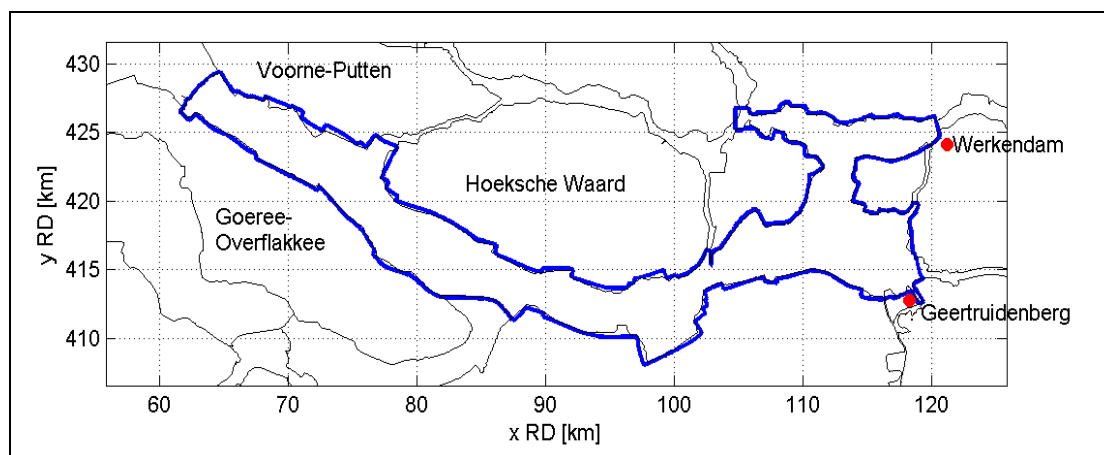 430
425
420
415
410
y RD [km]
Voorne-Putten
Werkendam
Hoeksche Waard
Goeree-
Overflakkee
Geertruidenberg
60
70
80
90
100
110
120
x RD [km]